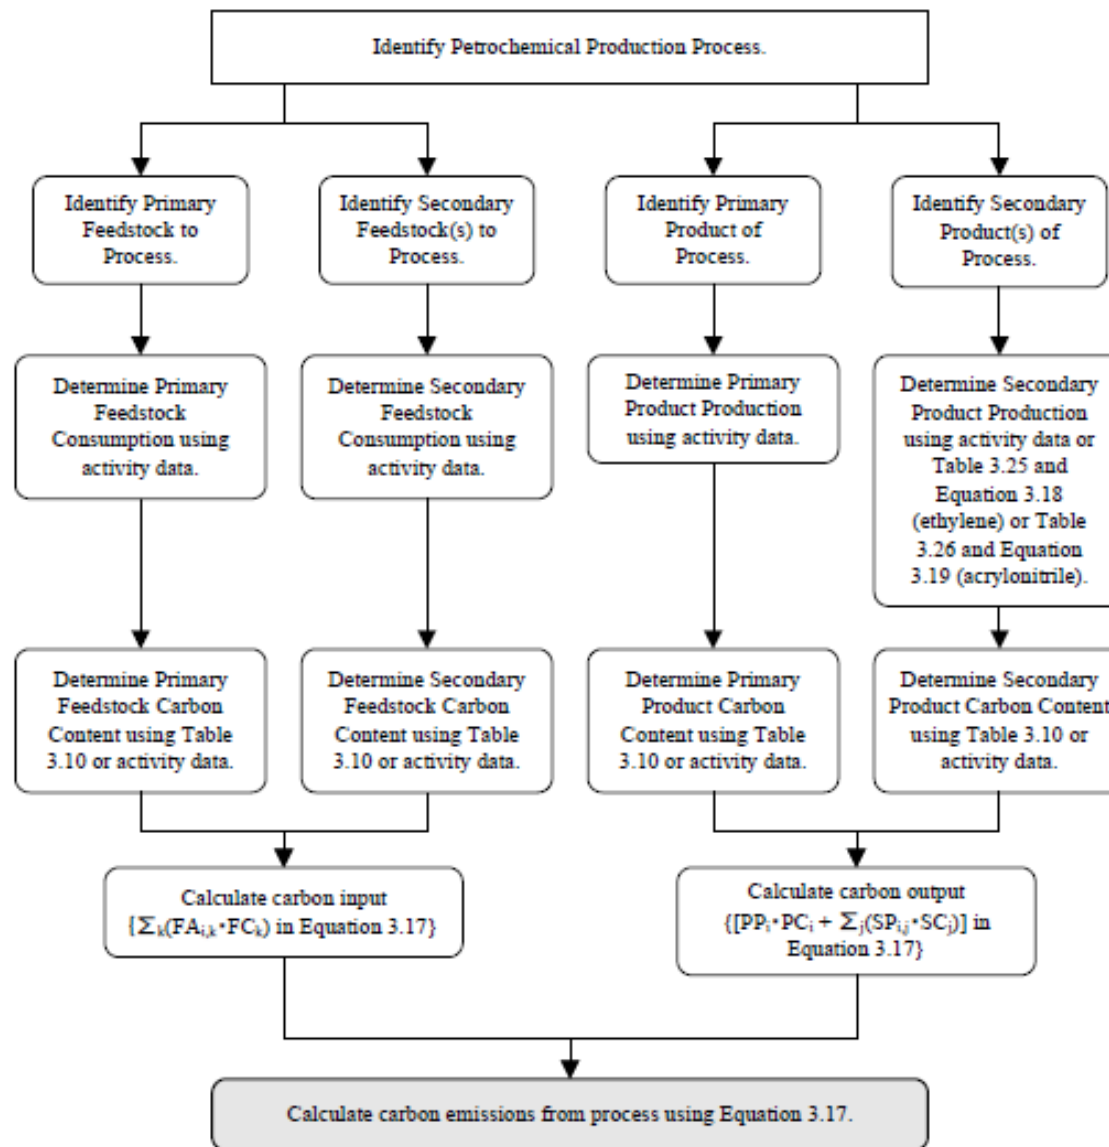 Identify Petrochemical Production Process.
Identify Primary
Feedstock to
Process.
Identify Secondary
Feedstock(s) to
Process.
Identify Primary
Product of
Process.
Identify Secondary
Product(s) of
Process.
Determine Primary
Feedstock
Consumption using
activity data.
Determine Secondary
Feedstock
Consumption using
activity data.
Determine Primary
Product Production
using activity data.
Determine Secondary
Product Production
using activity data or
Table 3.25 and
Equation 3.18
(ethylene) or Table
3.26 and Equation
3.19 (acrylonitrile).
Determine Primary
Feedstock Carbon
Content using Table
3.10 or activity data.
Determine Secondary
Feedstock Carbon
Content using Table
3.10 or activity data.
Determine Primary
Product Carbon
Content using Table
3.10 or activity data.
Determine Secondary
Product Carbon Content
using Table 3.10 or
activity data.
Calculate carbon input
{Σₖ(FAᵢ,ₖ•FCₖ) in Equation 3.17}
Calculate carbon output
{[PPᵢ•PCᵢ + Σⱼ(SPᵢ,ⱼ•SCⱼ)] in
Equation 3.17}
Calculate carbon emissions from process using Equation 3.17.